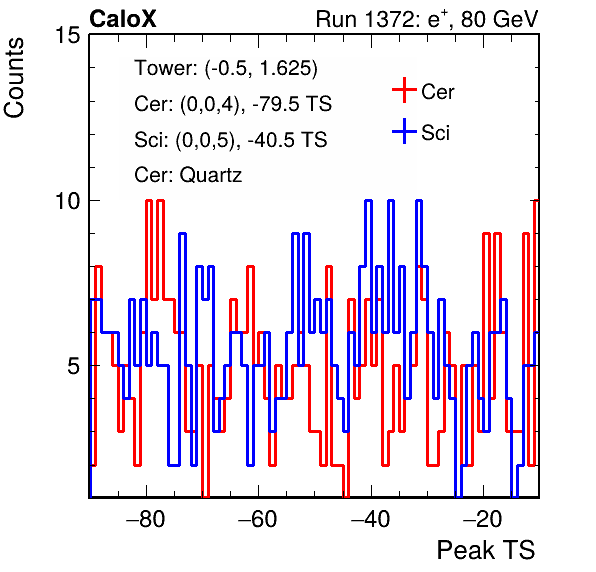 CaloX Run 1372: e⁺, 80 GeV
Counts
15
10
5
Tower: (-0.5, 1.625)
Cer: (0,0,4), -79.5 TS
Sci: (0,0,5), -40.5 TS
Cer: Quartz
Cer
Sci
−80 −60 −40 −20
Peak TS